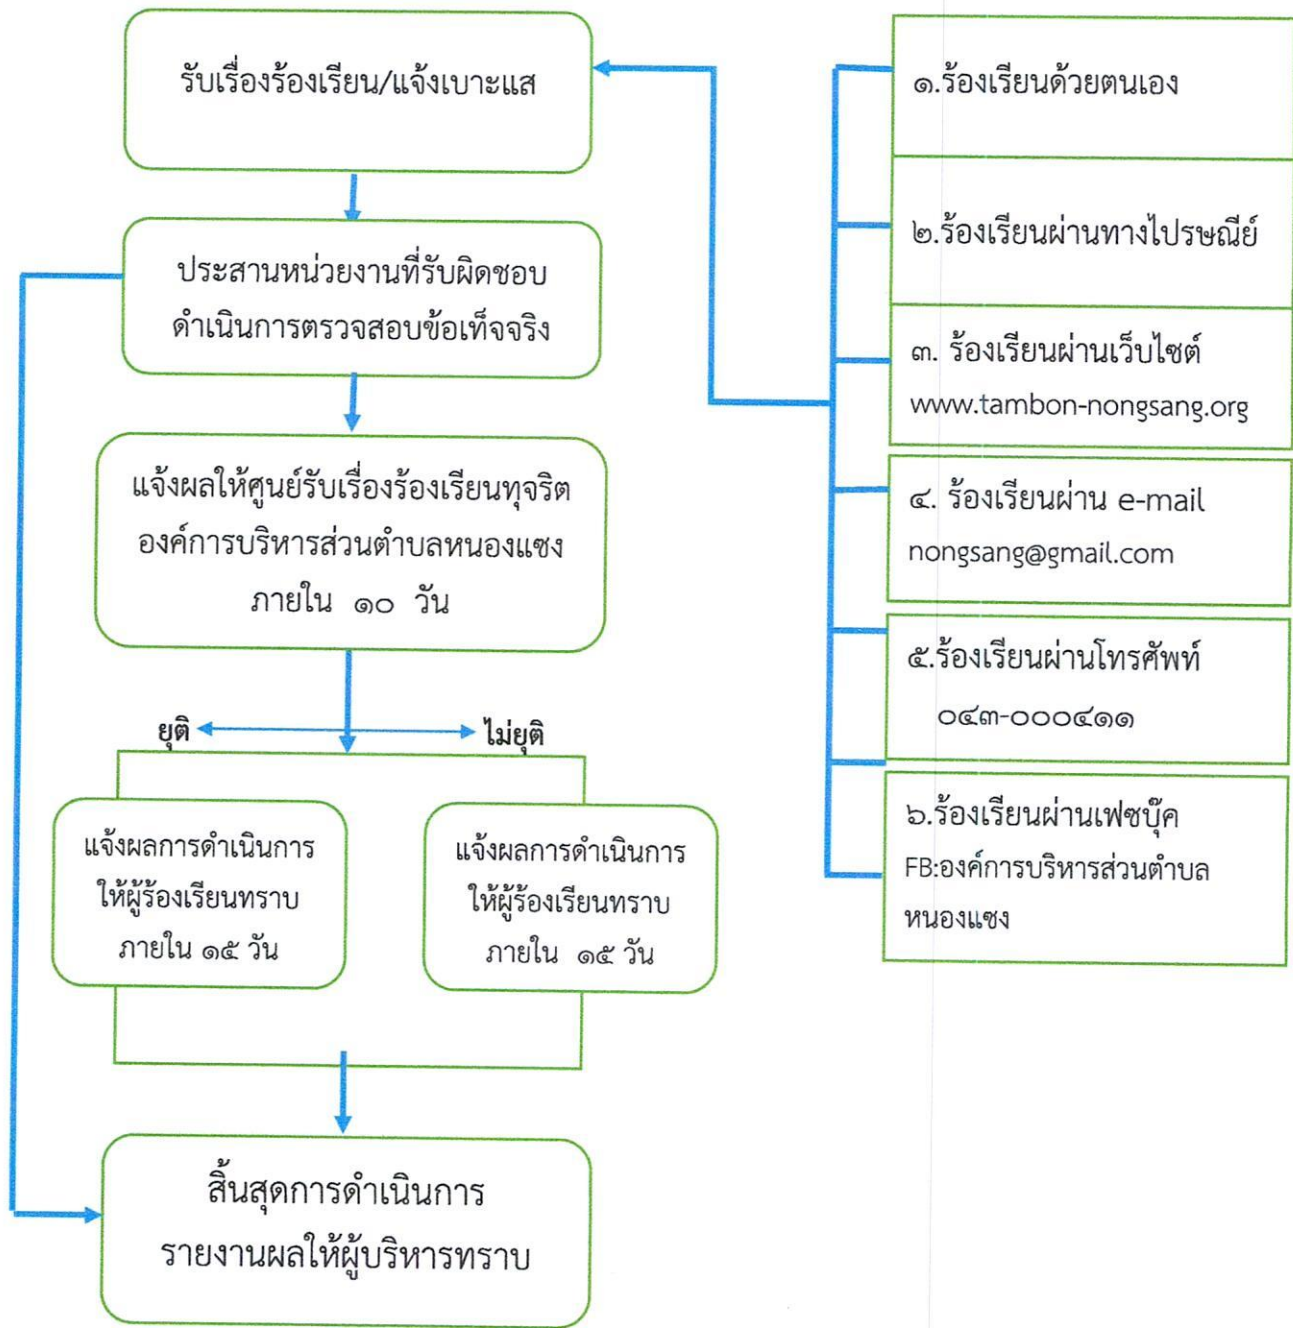 รับเรื่องร้องเรียน/แจ้งเบาะแส
ประสานหน่วยงานที่รับผิดชอบ
ดำเนินการตรวจสอบข้อเท็จจริง
แจ้งผลให้ศูนย์รับเรื่องร้องเรียนทุจริต
องค์การบริหารส่วนตำบลหนองแซง
ภายใน ๑๐ วัน
ยุติ
ไม่ยุติ
แจ้งผลการดำเนินการ
ให้ผู้ร้องเรียนทราบ
ภายใน ๑๕ วัน
แจ้งผลการดำเนินการ
ให้ผู้ร้องเรียนทราบ
ภายใน ๑๕ วัน
สิ้นสุดการดำเนินการ
รายงานผลให้ผู้บริหารทราบ
๑.ร้องเรียนด้วยตนเอง
๒.ร้องเรียนผ่านทางไปรษณีย์
๓. ร้องเรียนผ่านเว็บไซต์
www.tambon-nongsang.org
๔. ร้องเรียนผ่าน e-mail
nongsang@gmail.com
๕.ร้องเรียนผ่านโทรศัพท์
๐๔๓-๐๐๐๔๑๑
๖.ร้องเรียนผ่านเฟซบุ๊ค
FB:องค์การบริหารส่วนตำบล
หนองแซง